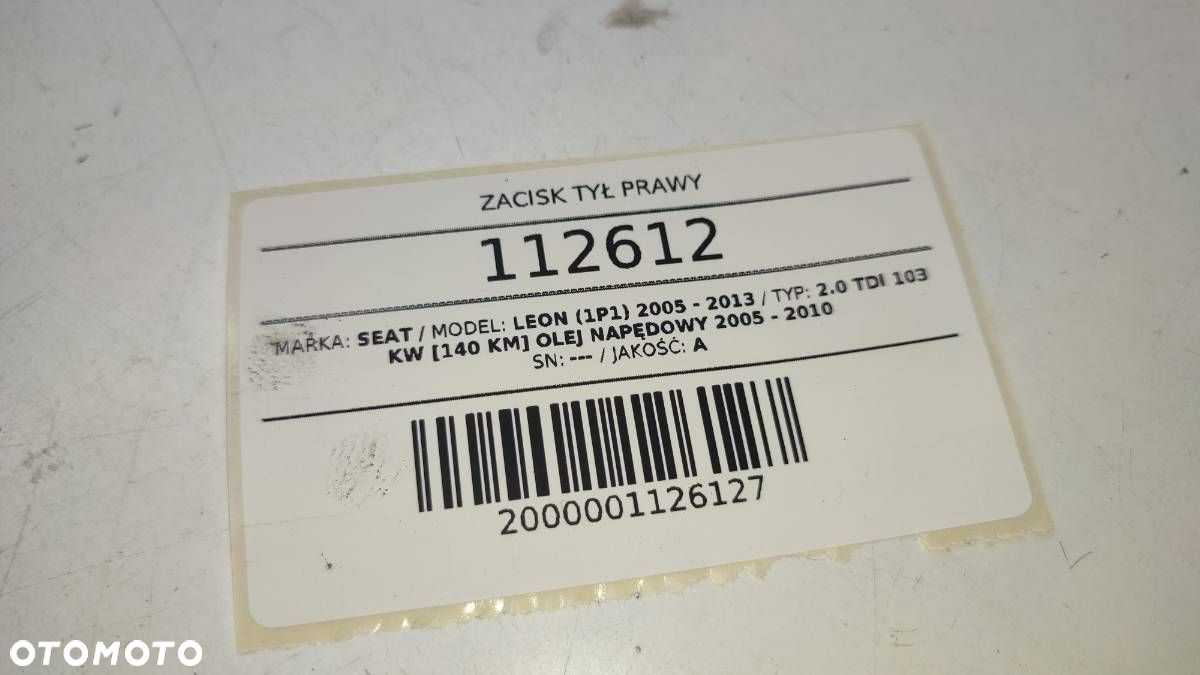 ZACISK TYŁ PRAWY
112612
MARKA: SEAT / MODEL: LEON (1P1) 2005 - 2013 / TYP: 2.0 TDI 103
KW [140 KM] OLEJ NAPĘDOWY 2005 - 2010
SN: --- / JAKOŚĆ: A
2000001126127
OTOMOTO